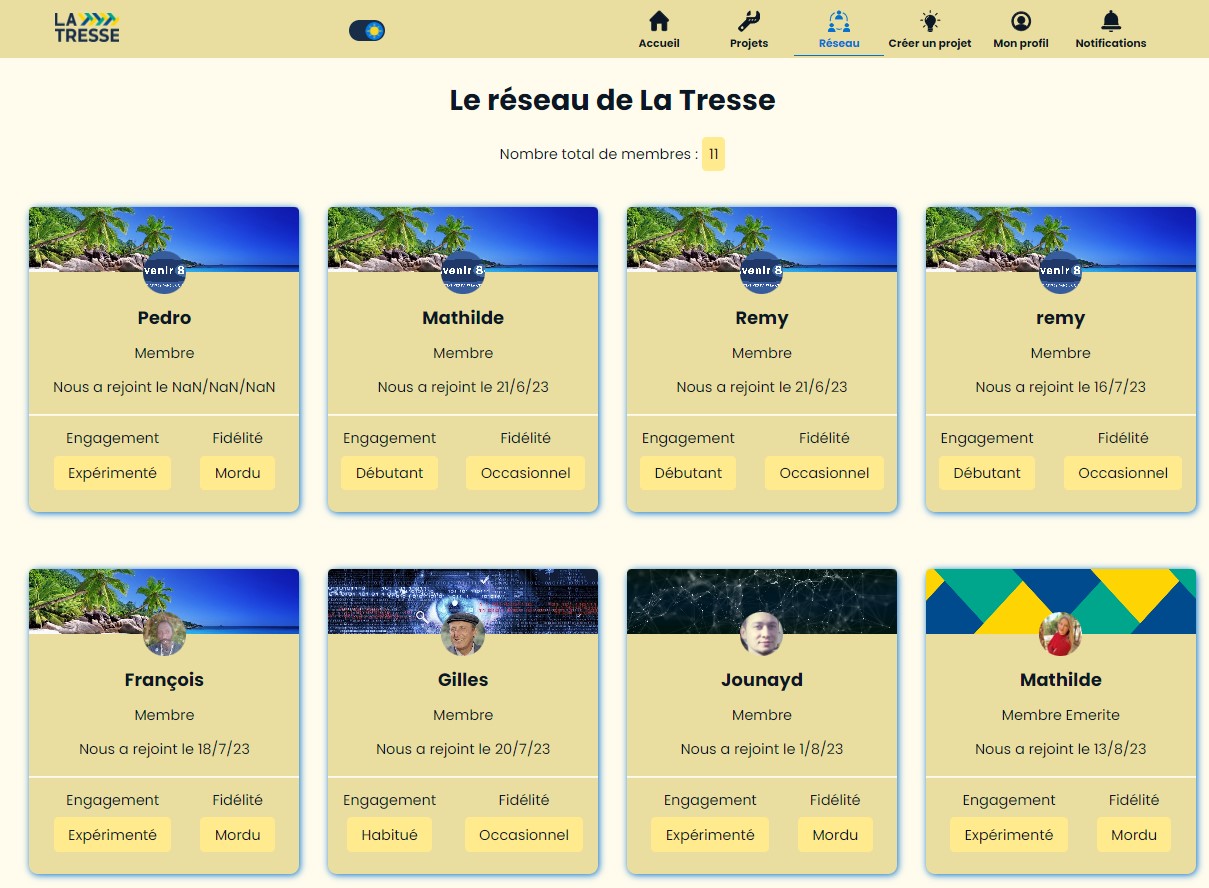 LA TRESSE
Accueil
Projets
Réseau
Créer un projet
Mon profil
Notifications
Le réseau de La Tresse
Nombre total de membres : 11
venir 8
Pedro
Membre
Nous a rejoint le NaN/NaN/NaN
Engagement Fidélité
Expérimenté Mordu
venir 8
Mathilde
Membre
Nous a rejoint le 21/6/23
Engagement Fidélité
Débutant Occasionnel
venir 8
Remy
Membre
Nous a rejoint le 21/6/23
Engagement Fidélité
Débutant Occasionnel
venir 8
remy
Membre
Nous a rejoint le 16/7/23
Engagement Fidélité
Débutant Occasionnel
François
Membre
Nous a rejoint le 18/7/23
Engagement Fidélité
Expérimenté Mordu
Gilles
Membre
Nous a rejoint le 20/7/23
Engagement Fidélité
Habitué Occasionnel
Jounayd
Membre
Nous a rejoint le 1/8/23
Engagement Fidélité
Expérimenté Mordu
Mathilde
Membre Emerite
Nous a rejoint le 13/8/23
Engagement Fidélité
Expérimenté Mordu